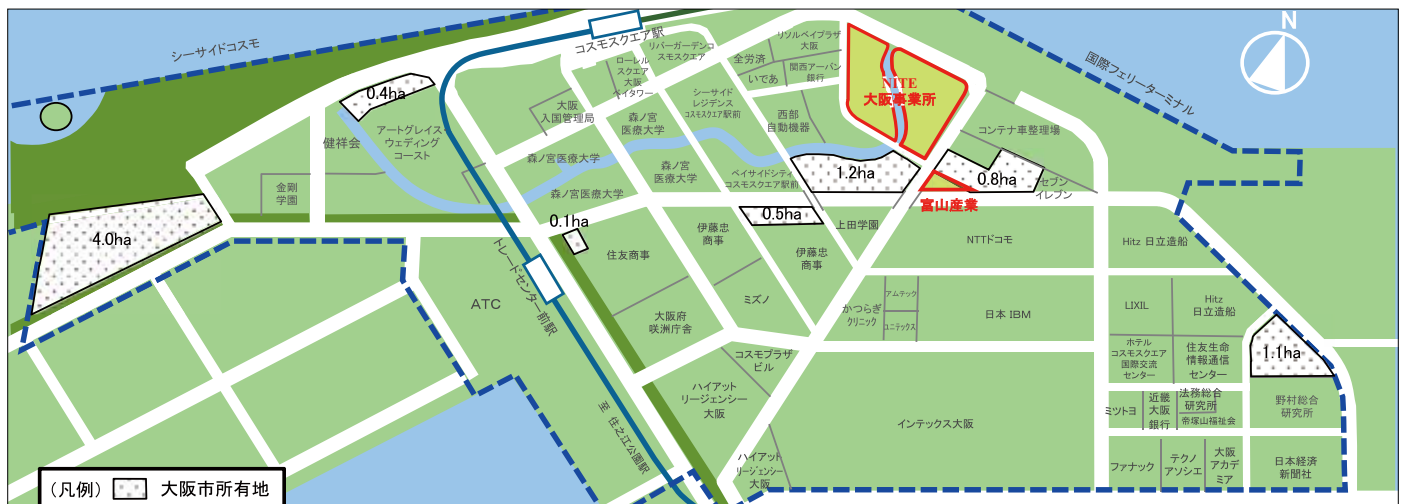 N
シーサイドコスモ
コスモスクエア駅
国際フェリーターミナル
リバーガーデンコ
スモスクエア
ローレル
スクエア
大阪
ベイタワー
全労済
いであ
リソルベイプラザ
大阪
関西アーバン
銀行
NITE
大阪事業所
0.4ha
大阪
入国管理局
森ノ宮
医療大学
シーサイド
レジデンス
コスモスクエア駅前
西部
自動機器
コンテナ車整理場
健祥会
アートグレイス・
ウェディング
コースト
森ノ宮医療大学
森ノ宮
医療大学
ベイサイドシティ
コスモスクエア駅前
1.2ha
0.8ha
セブン
イレブン
金剛
学園
森ノ宮医療大学
富山産業
4.0ha
0.1ha
0.5ha
住友商事
伊藤忠
商事
伊藤忠
商事
上田学園
NTTドコモ
Hitz 日立造船
トレードセンター前駅
ATC
大阪府
咲洲庁舎
ミズノ
かつらぎ
クリニック
アムテック
ユニテックス
日本 IBM
LIXIL
Hitz
日立造船
コスモプラザ
ビル
ホテル
コスモスクエア
国際交流
センター
住友生命
情報通信
センター
1.1ha
ハイアット
リージェンシー
大阪
至 住之江公園駅
インテックス大阪
ミツトヨ
近畿
大阪
銀行
法務総合
研究所
帝塚山福祉会
野村総合
研究所
ハイアット
リージェンシー
大阪
ファナック
テクノ
アソシエ
大阪
アカデ
ミア
日本経済
新聞社
(凡例) 大阪市所有地